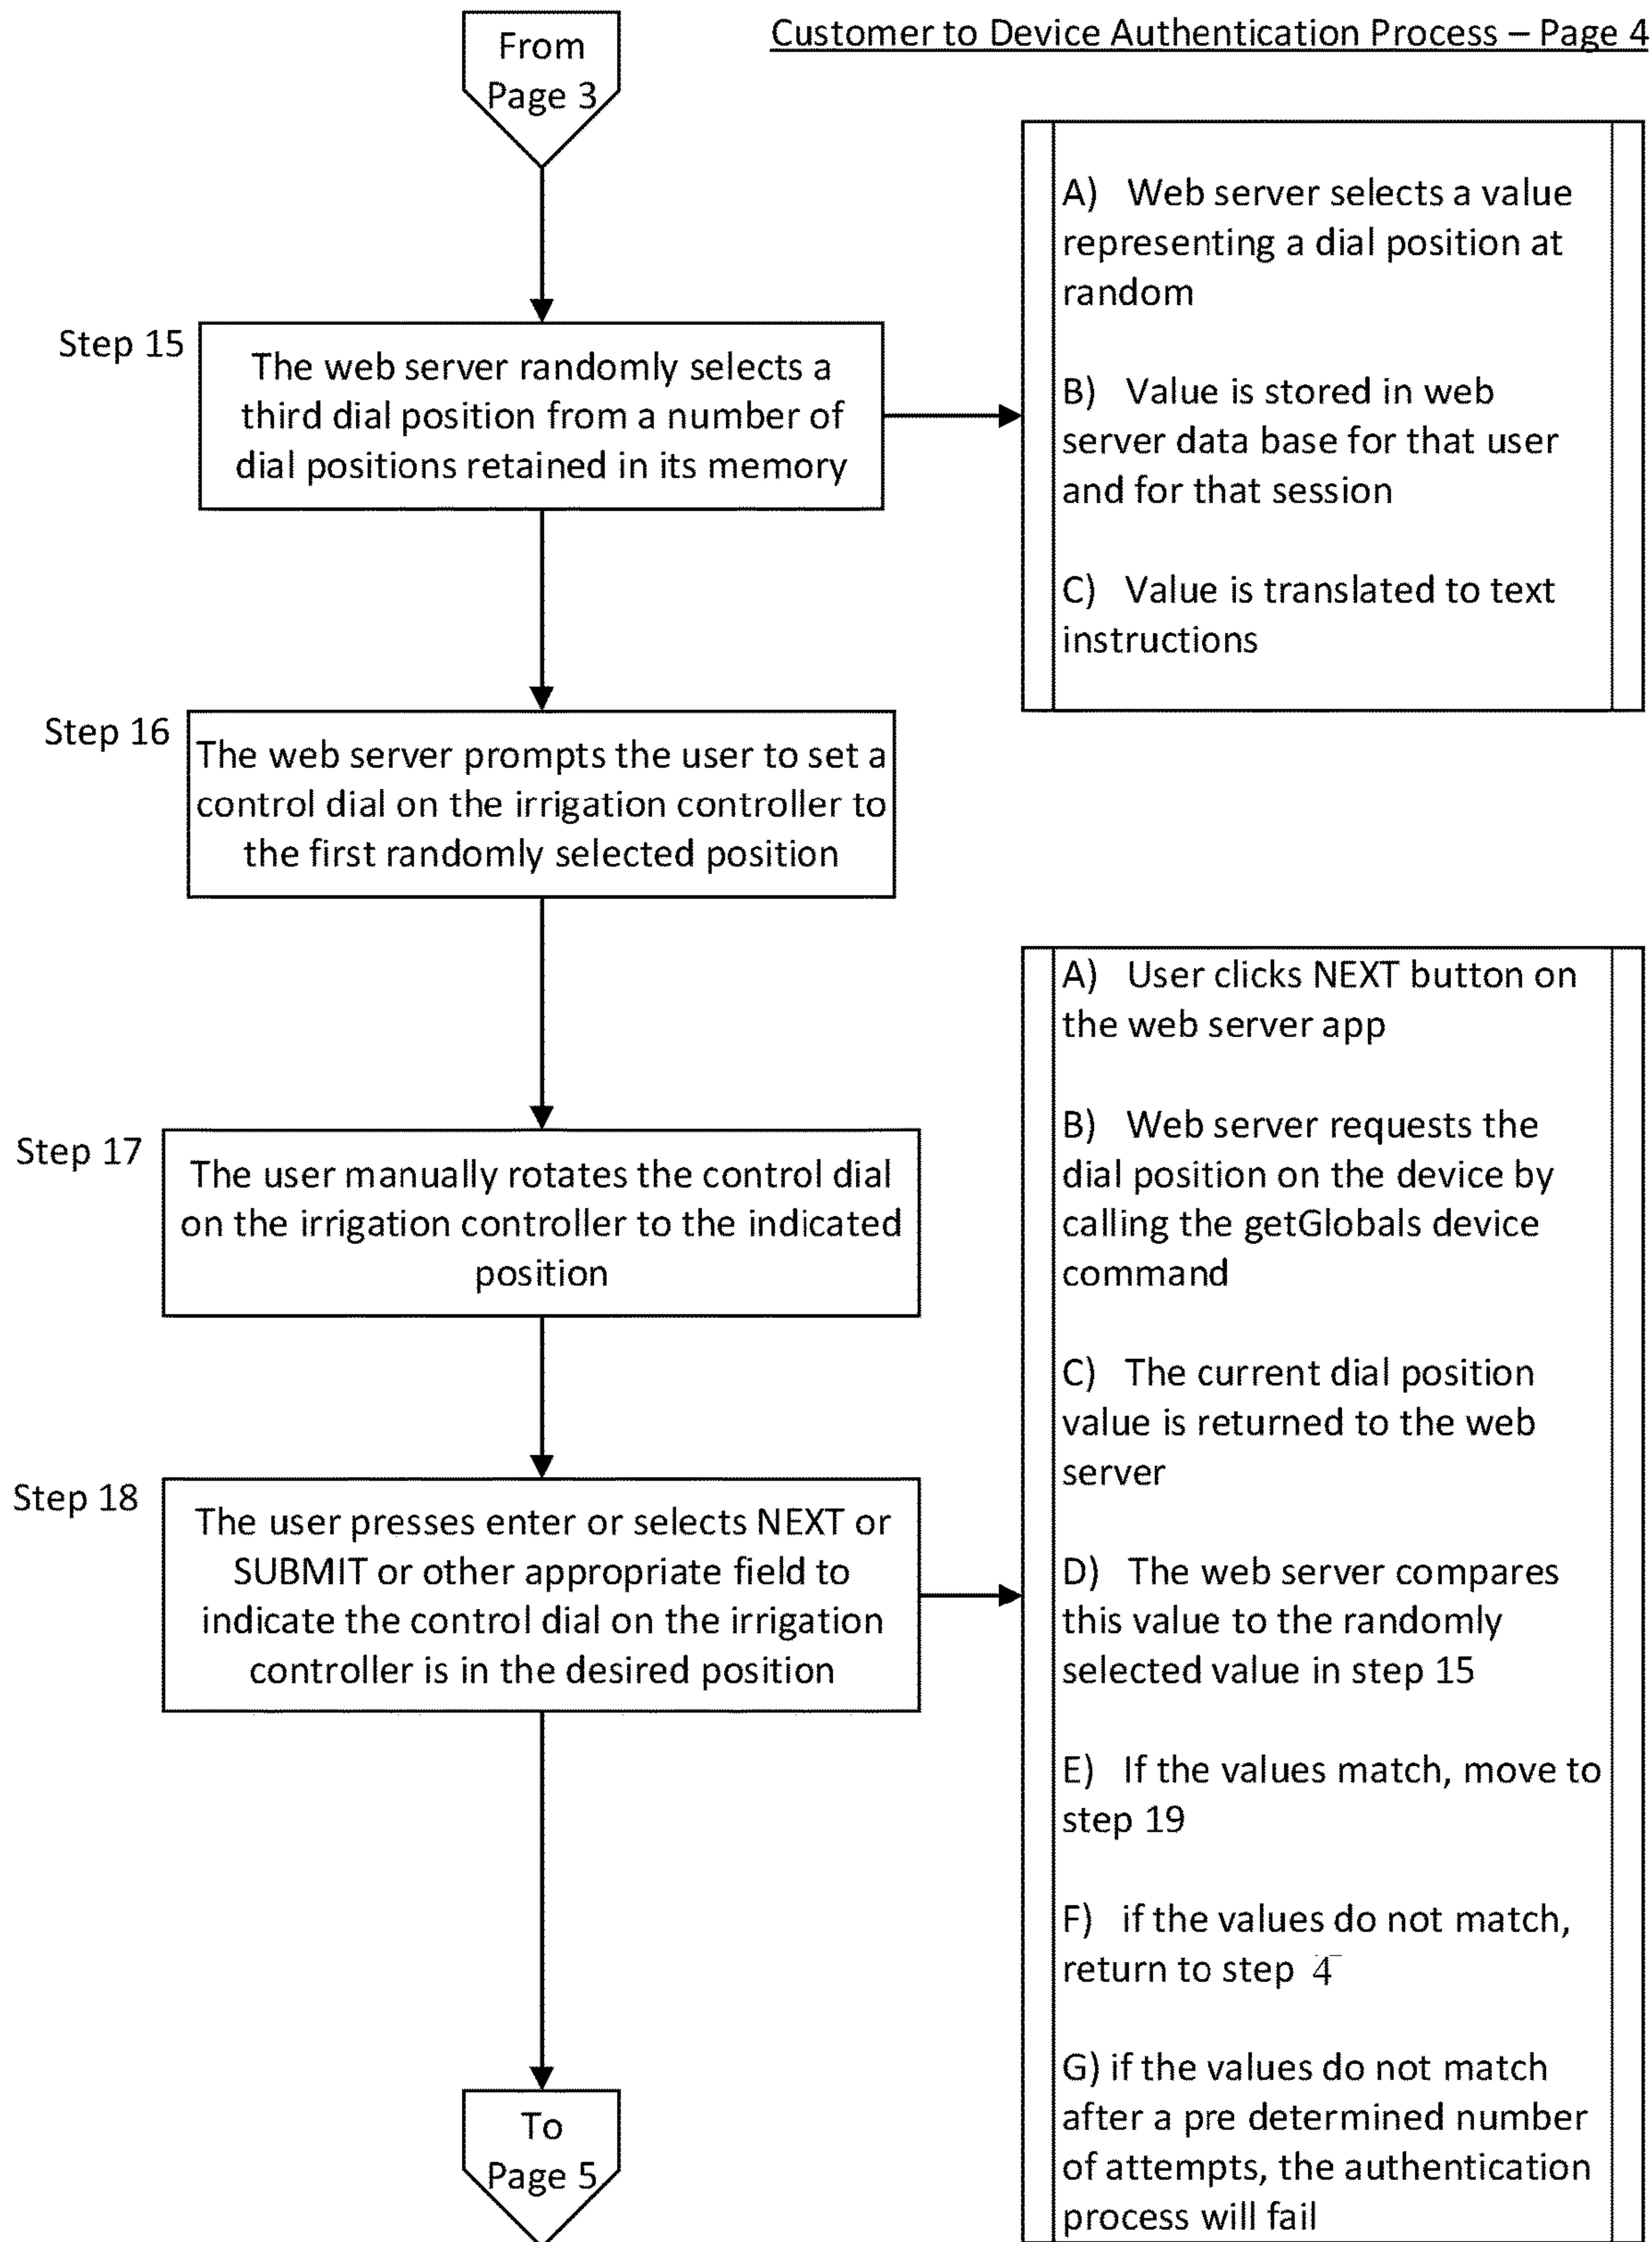 Customer to Device Authentication Process – Page 4
From
Page 3
Step 15
The web server randomly selects a
third dial position from a number of
dial positions retained in its memory
A) Web server selects a value
representing a dial position at
random
B) Value is stored in web
server data base for that user
and for that session
C) Value is translated to text
instructions
Step 16
The web server prompts the user to set a
control dial on the irrigation controller to
the first randomly selected position
Step 17
The user manually rotates the control dial
on the irrigation controller to the indicated
position
Step 18
The user presses enter or selects NEXT or
SUBMIT or other appropriate field to
indicate the control dial on the irrigation
controller is in the desired position
A) User clicks NEXT button on
the web server app
B) Web server requests the
dial position on the device by
calling the getGlobals device
command
C) The current dial position
value is returned to the web
server
D) The web server compares
this value to the randomly
selected value in step 15
E) If the values match, move to
step 19
F) if the values do not match,
return to step 4
G) if the values do not match
after a pre determined number
of attempts, the authentication
process will fail
To
Page 5